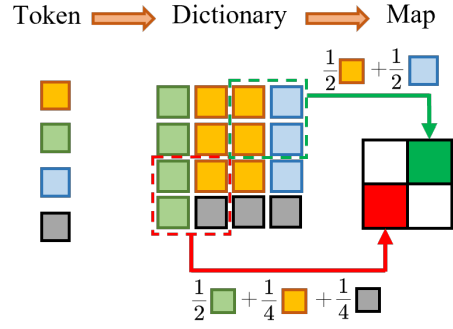 Token Dictionary Map
1/2 + 1/2
1/2 + 1/4 + 1/4